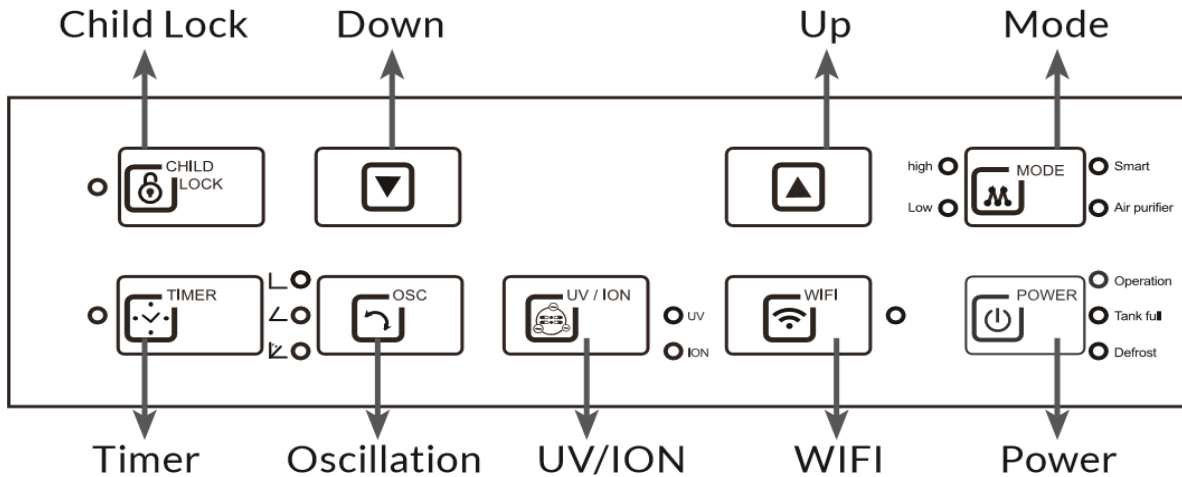 Child Lock
Down
Up
Mode
CHILD
LOCK
high
Low
MODE
Smart
Air purifier
TIMER
OSC
UV / ION
UV
ION
WIFI
POWER
Operation
Tank full
Defrost
Timer
Oscillation
UV/ION
WIFI
Power